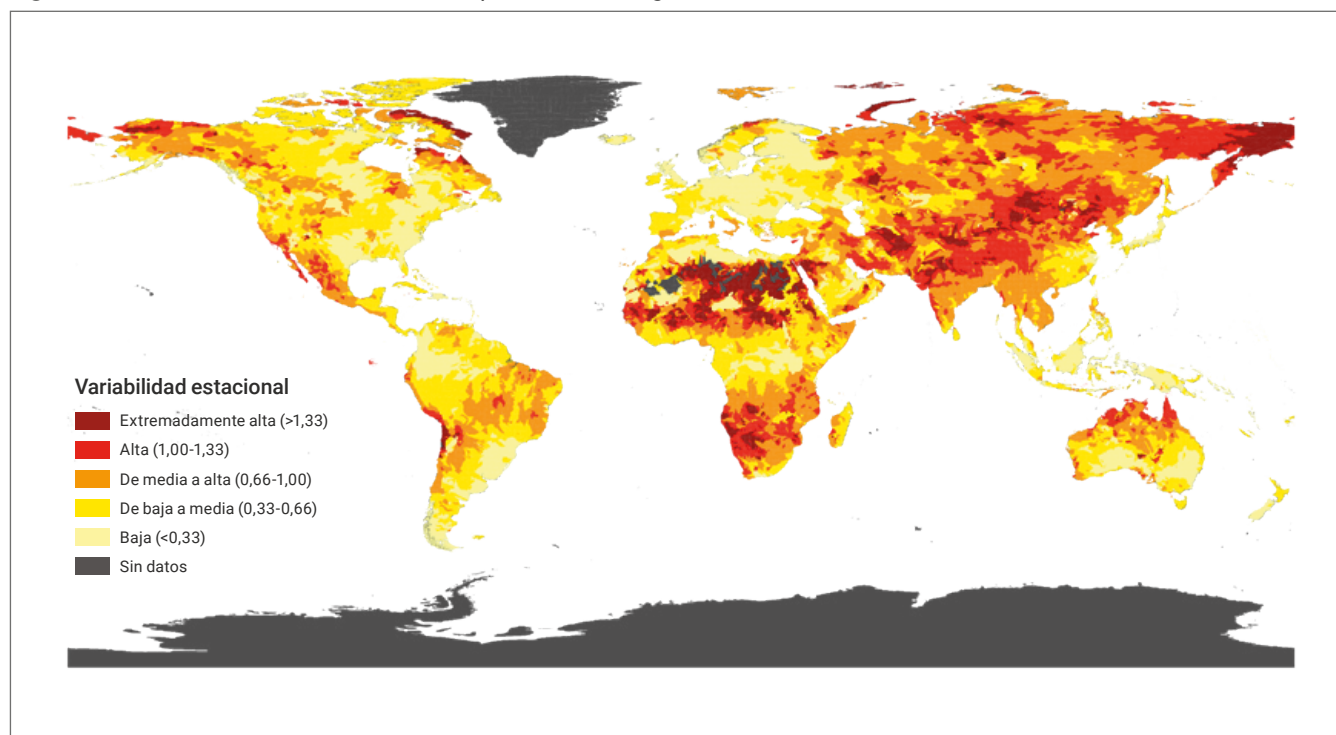 Variabilidad estacional
Extremadamente alta (>1,33)
Alta (1,00-1,33)
De media a alta (0,66-1,00)
De baja a media (0,33-0,66)
Baja (<0,33)
Sin datos